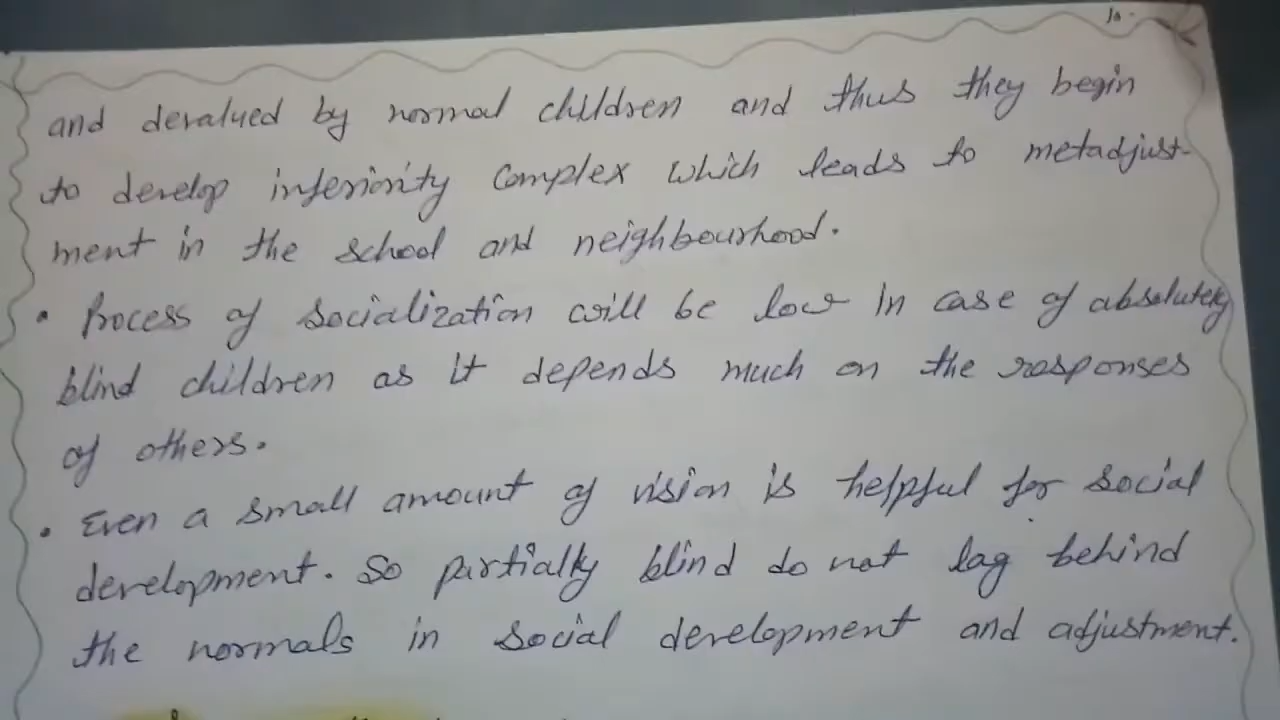 10.
and devalued by normal children and thus they begin
to develop inferiority complex which leads to metadjust-
ment in the school and neighbourhood.
• Process of socialization will be low in case of absolutely
blind children as it depends much on the responses
of others.
• Even a small amount of vision is helpful for social
development. So partially blind do not lag behind
the normals in social development and adjustment.